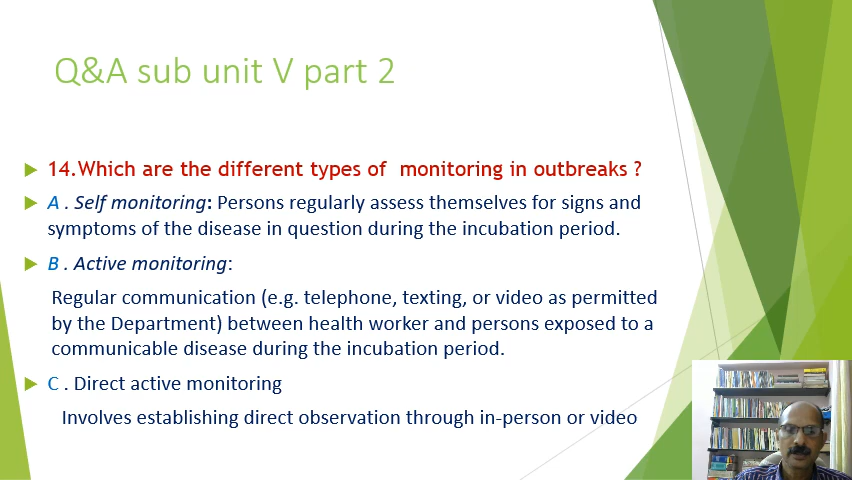 Q&A sub unit V part 2
14.Which are the different types of monitoring in outbreaks ?
A . Self monitoring: Persons regularly assess themselves for signs and
symptoms of the disease in question during the incubation period.
B . Active monitoring:
Regular communication (e.g. telephone, texting, or video as permitted
by the Department) between health worker and persons exposed to a
communicable disease during the incubation period.
C . Direct active monitoring
Involves establishing direct observation through in-person or video